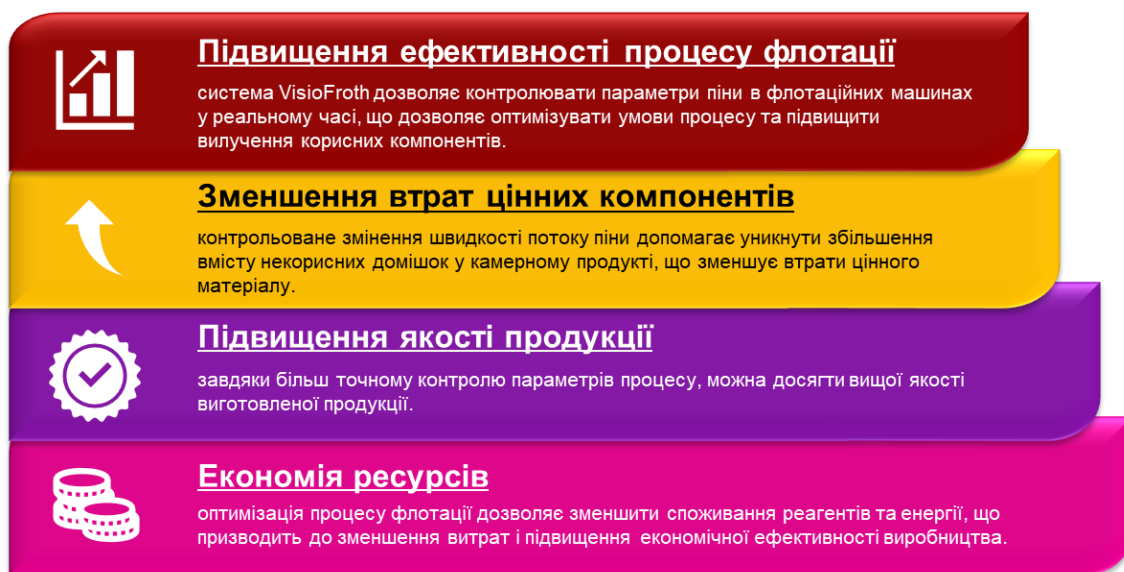 Підвищення ефективності процесу флотації
система VisioFroth дозволяє контролювати параметри піни в флотаційних машинах
у реальному часі, що дозволяє оптимізувати умови процесу та підвищити
вилучення корисних компонентів.
Зменшення втрат цінних компонентів
контрольоване змінення швидкості потоку піни допомагає уникнути збільшення
вмісту некорисних домішок у камерному продукті, що зменшує втрати цінного
матеріалу.
Підвищення якості продукції
завдяки більш точному контролю параметрів процесу, можна досягти вищої якості
виготовленої продукції.
Економія ресурсів
оптимізація процесу флотації дозволяє зменшити споживання реагентів та енергії, що
призводить до зменшення витрат і підвищення економічної ефективності виробництва.